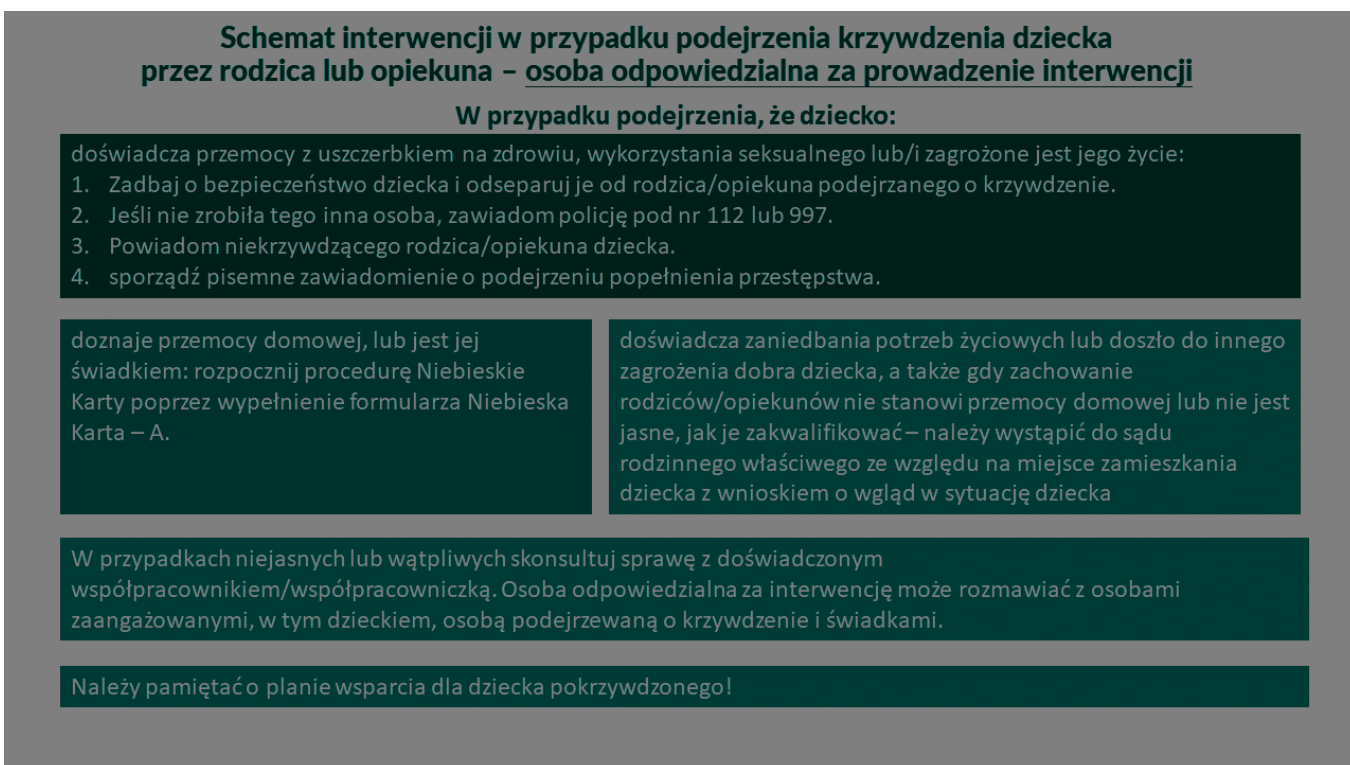 Schemat interwencji w przypadku podejrzenia krzywdzenia dziecka
przez rodzica lub opiekuna – osoba odpowiedzialna za prowadzenie interwencji
W przypadku podejrzenia, że dziecko:
doświadcza przemocy z uszczerbkiem na zdrowiu, wykorzystania seksualnego lub/i zagrożone jest jego życie:
1. Zadbaj o bezpieczeństwo dziecka i odseparuj je od rodzica/opiekuna podejrzanego o krzywdzenie.
2. Jeśli nie zrobiła tego inna osoba, zawiadom policję pod nr 112 lub 997.
3. Powiadom niekrzywdzącego rodzica/opiekuna dziecka.
4. sporządź pisemne zawiadomienie o podejrzeniu popełnienia przestępstwa.
doznaje przemocy domowej, lub jest jej
świadkiem: rozpocznij procedurę Niebieskie
Karty poprzez wypełnienie formularza Niebieska
Karta – A.
doświadcza zaniedbania potrzeb życiowych lub doszło do innego
zagrożenia dobra dziecka, a także gdy zachowanie
rodziców/opiekunów nie stanowi przemocy domowej lub nie jest
jasne, jak je zakwalifikować – należy wystąpić do sądu
rodzinnego właściwego ze względu na miejsce zamieszkania
dziecka z wnioskiem o wgląd w sytuację dziecka
W przypadkach niejasnych lub wątpliwych skonsultuj sprawę z doświadczonym
współpracownikiem/współpracowniczką. Osoba odpowiedzialna za interwencję może rozmawiać z osobami
zaangażowanymi, w tym dzieckiem, osobą podejrzewaną o krzywdzenie i świadkami.
Należy pamiętać o planie wsparcia dla dziecka pokrzywdzonego!